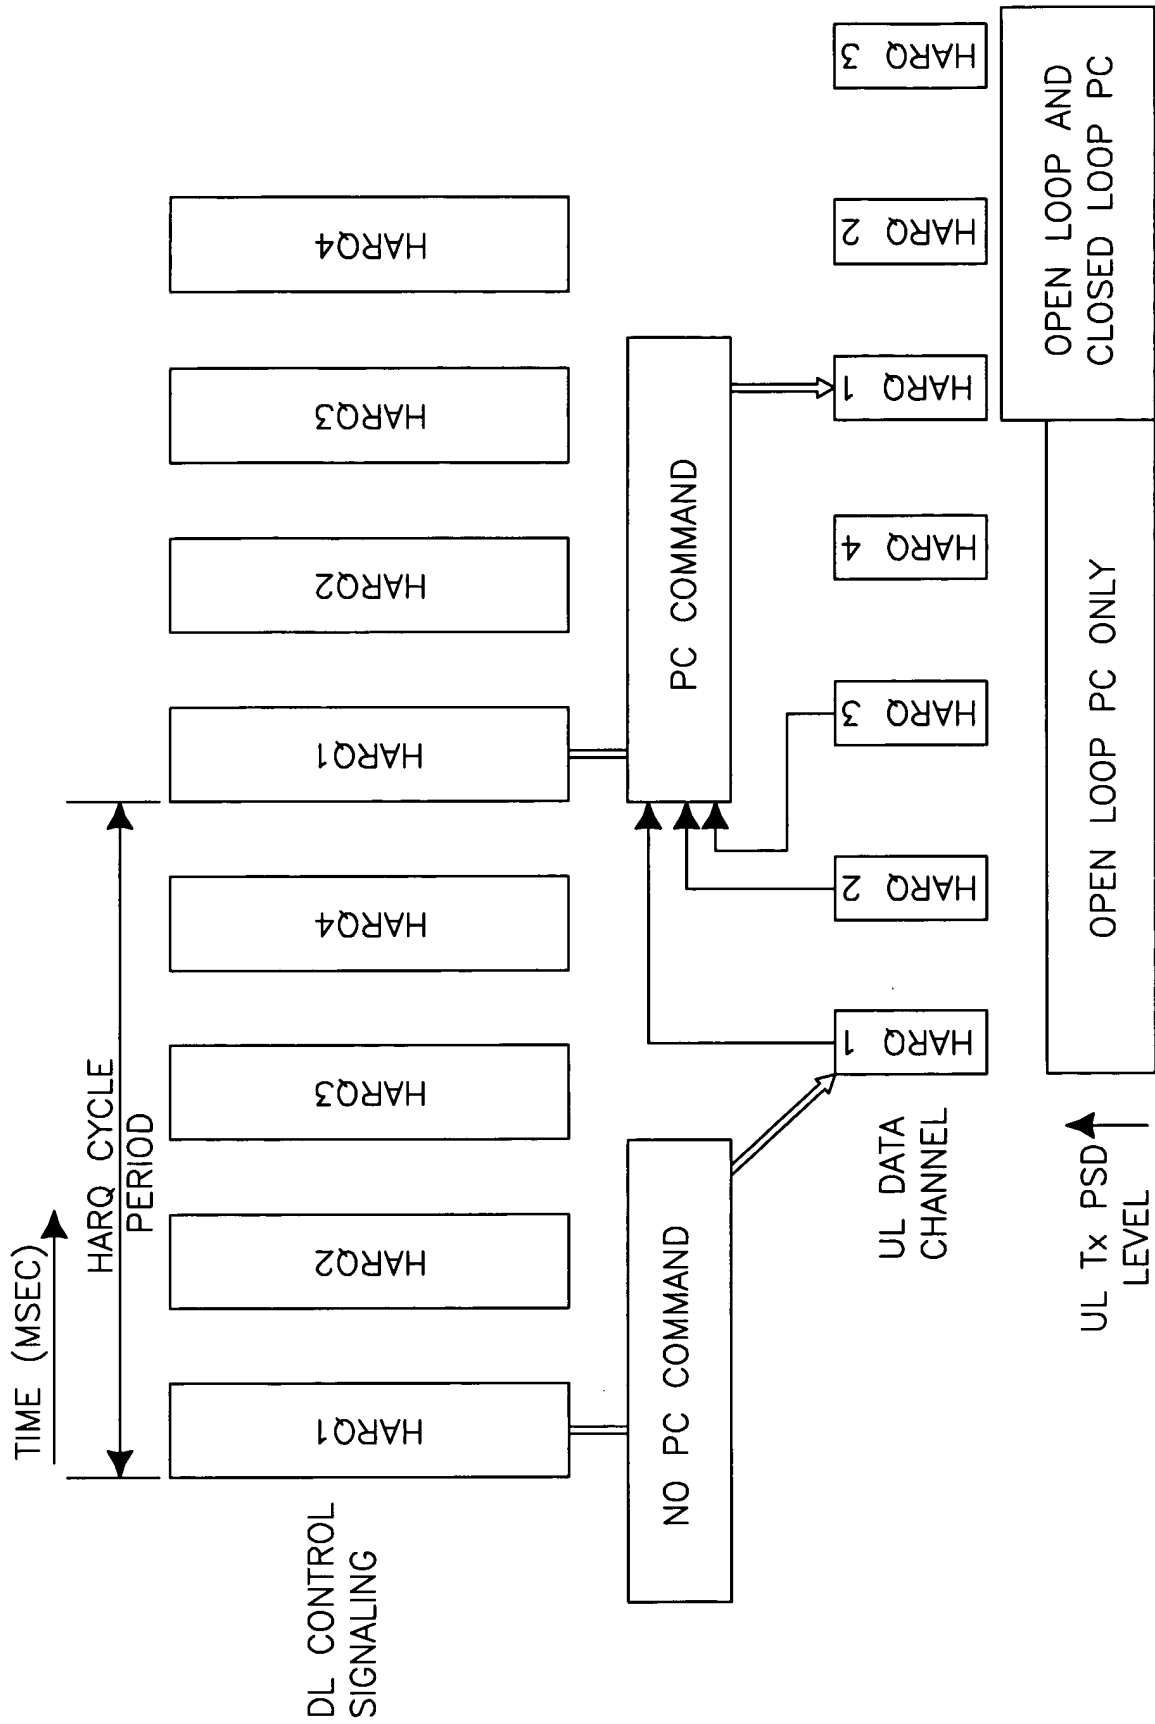 TIME (MSEC)
HARQ CYCLE
PERIOD
DL CONTROL
SIGNALING
HARQ1
HARQ2
HARQ3
HARQ4
HARQ1
HARQ2
HARQ3
HARQ4
NO PC COMMAND
PC COMMAND
UL DATA
CHANNEL
HARQ 1
HARQ 2
HARQ 3
HARQ 4
HARQ 1
HARQ 2
HARQ 3
UL Tx PSD
LEVEL
OPEN LOOP PC ONLY
OPEN LOOP AND
CLOSED LOOP PC